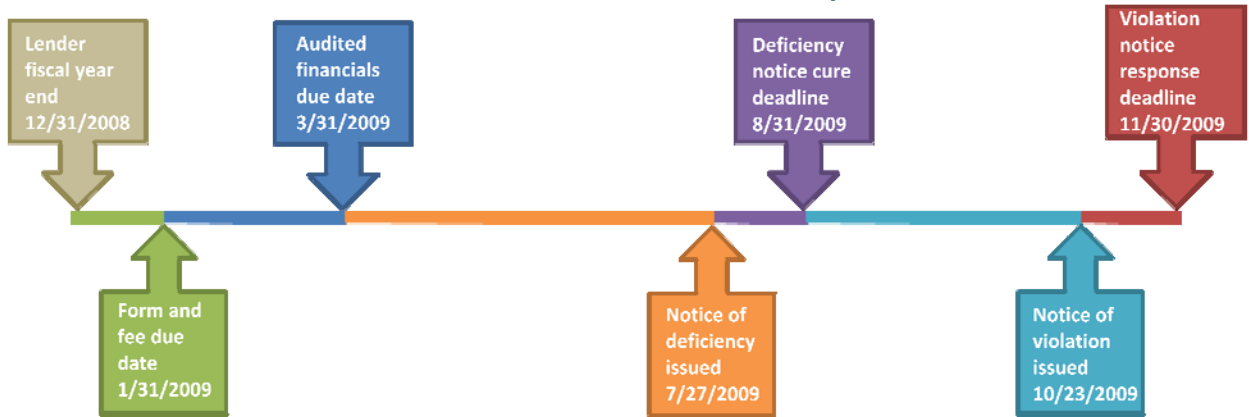 Lender
fiscal year
end
12/31/2008
Audited
financials
due date
3/31/2009
Deficiency
notice cure
deadline
8/31/2009
Violation
notice
response
deadline
11/30/2009
Form and
fee due
date
1/31/2009
Notice of
deficiency
issued
7/27/2009
Notice of
violation
issued
10/23/2009